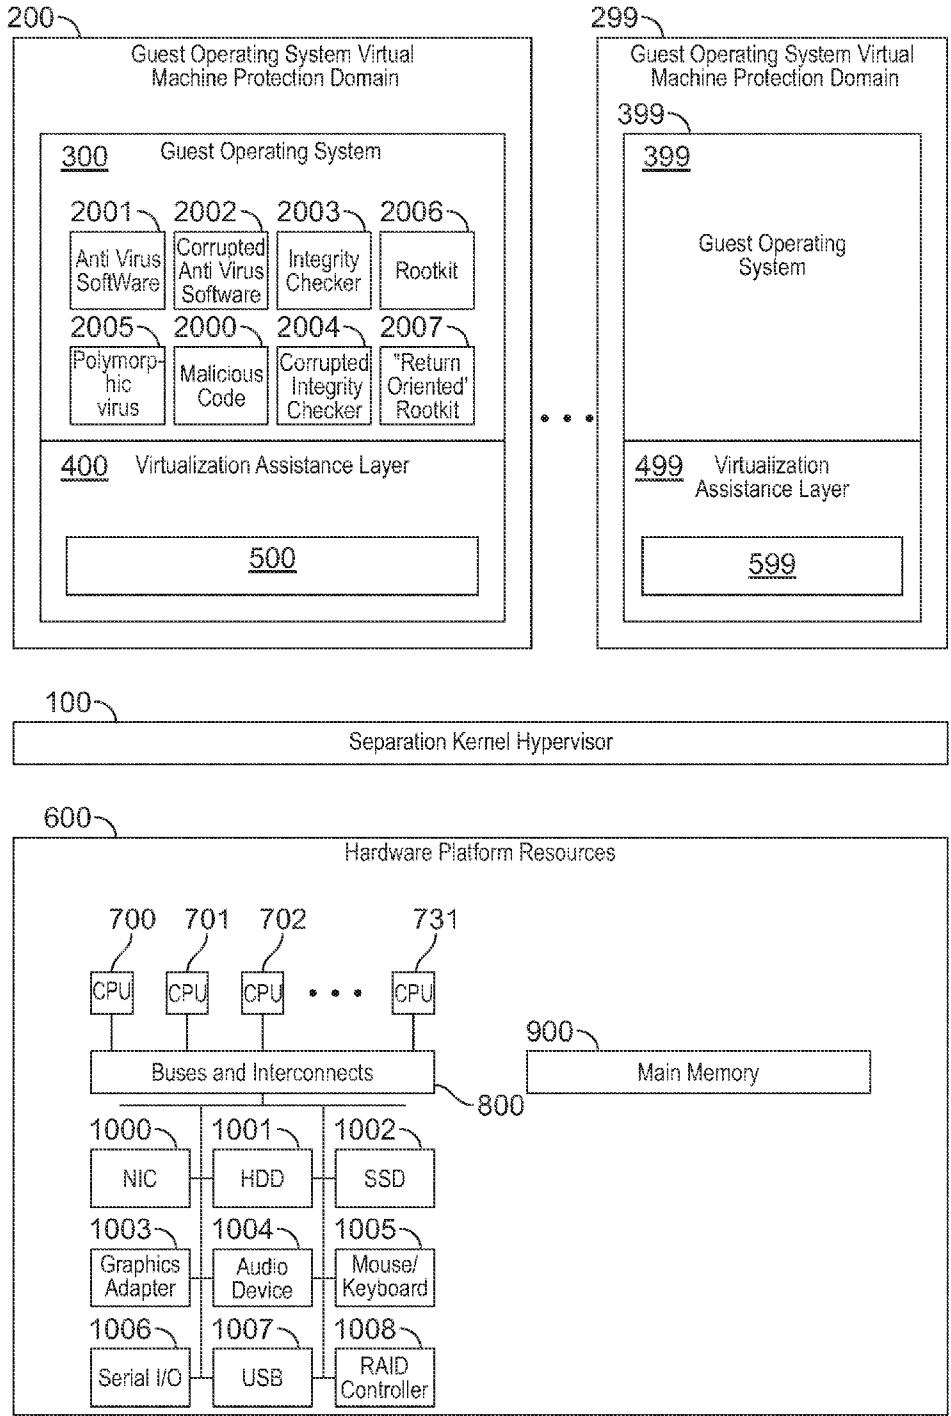 200
Guest Operating System Virtual
Machine Protection Domain
300
Guest Operating System
2001
Anti Virus
SoftWare
2002
Corrupted
Anti Virus
Software
2003
Integrity
Checker
2006
Rootkit
2005
Polymorp-
hic
virus
2000
Malicious
Code
2004
Corrupted
Integrity
Checker
2007
"Return
Oriented'
Rootkit
400
Virtualization Assistance Layer
500
299
Guest Operating System Virtual
Machine Protection Domain
399
399
Guest Operating
System
499
Virtualization
Assistance Layer
599
100
Separation Kernel Hypervisor
600
Hardware Platform Resources
700
CPU
701
CPU
702
CPU
731
CPU
Buses and Interconnects
800
900
Main Memory
1000
NIC
1001
HDD
1002
SSD
1003
Graphics
Adapter
1004
Audio
Device
1005
Mouse/
Keyboard
1006
Serial I/O
1007
USB
1008
RAID
Controller